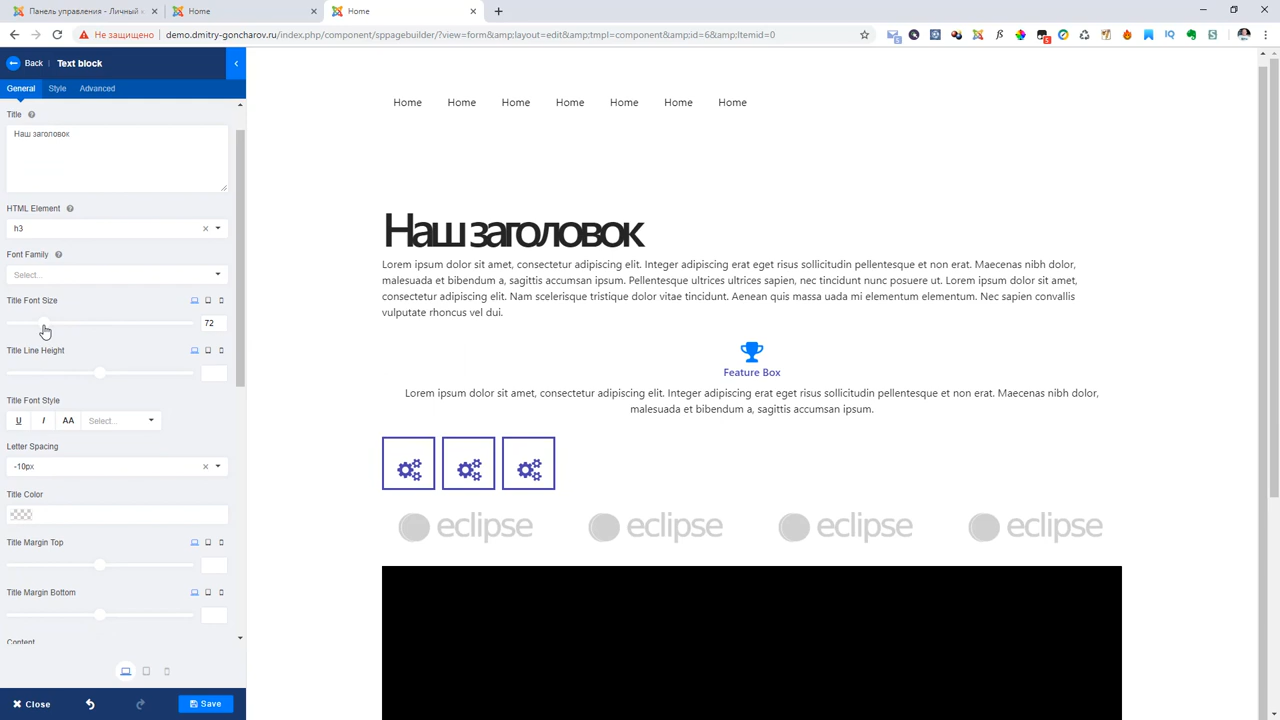 Панель управления - Личный к
Home
Home
Не защищено
demo.dmitry-goncharov.ru/index.php/component/sppagebuilder/?view=form&amp;layout=edit&amp;tmpl=component&amp;id=6&amp;Itemid=0
Back
Text block
General
Style
Advanced
Title
Наш заголовок
HTML Element
h3
Font Family
Select...
Title Font Size
72
Title Line Height
Title Font Style
U
I
AA
Select...
Letter Spacing
-10px
Title Color
Title Margin Top
Title Margin Bottom
Content
Close
Save
Home Home Home Home Home Home Home
Наш заголовок
Lorem ipsum dolor sit amet, consectetur adipiscing elit. Integer adipiscing erat eget risus sollicitudin pellentesque et non erat. Maecenas nibh dolor,
malesuada et bibendum a, sagittis accumsan ipsum. Pellentesque ultrices ultrices sapien, nec tincidunt nunc posuere ut. Lorem ipsum dolor sit amet,
consectetur adipiscing elit. Nam scelerisque tristique dolor vitae tincidunt. Aenean quis massa uada mi elementum elementum. Nec sapien convallis
vulputate rhoncus vel dui.
Feature Box
Lorem ipsum dolor sit amet, consectetur adipiscing elit. Integer adipiscing erat eget risus sollicitudin pellentesque et non erat. Maecenas nibh dolor,
malesuada et bibendum a, sagittis accumsan ipsum.
eclipse eclipse eclipse eclipse